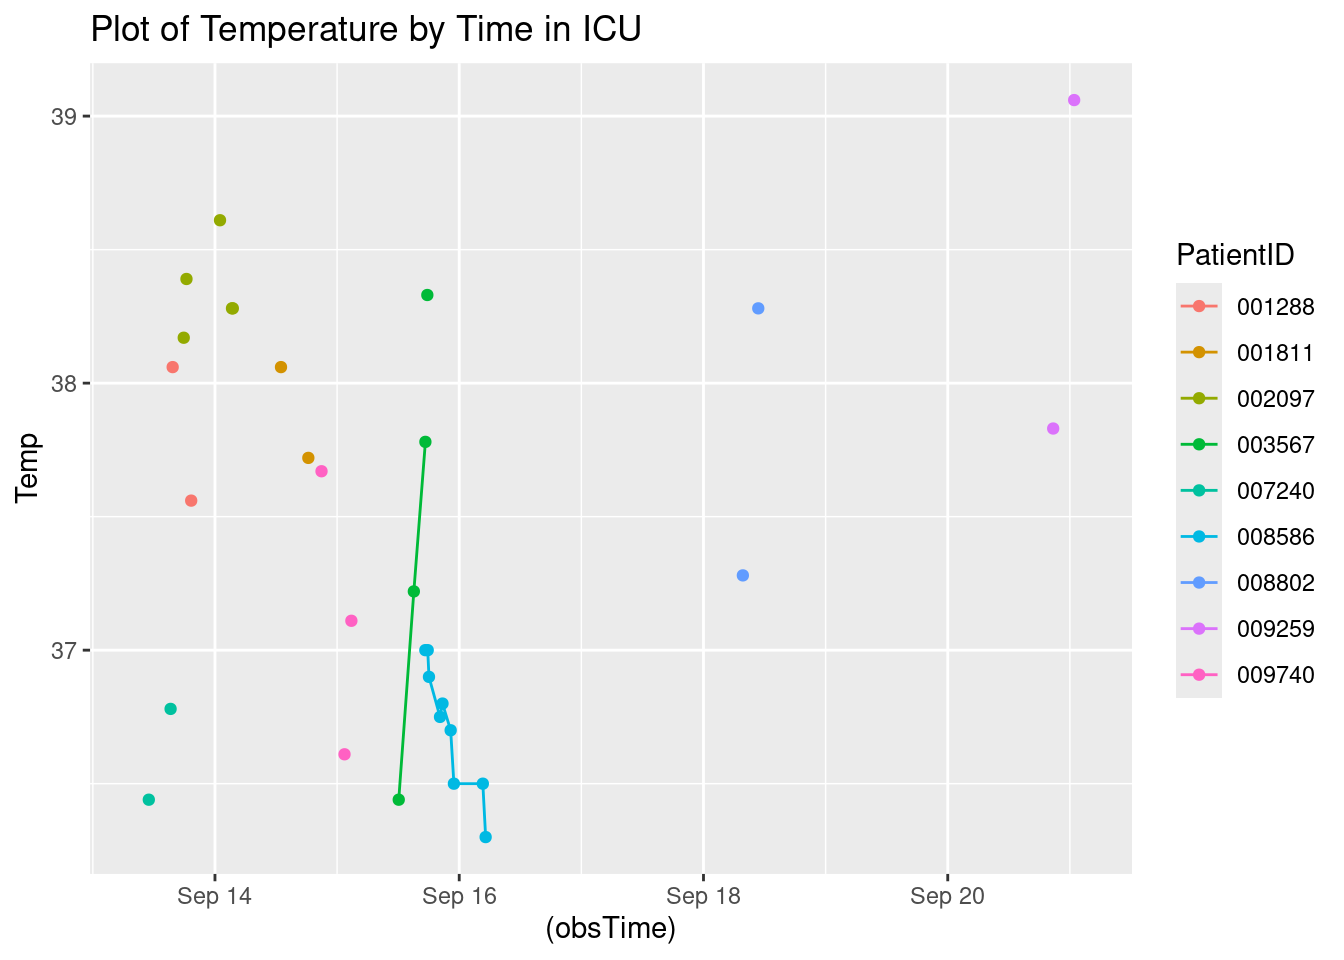 Plot of Temperature by Time in ICU
39
38
37
Temp
Sep 14
Sep 16
Sep 18
Sep 20
(obsTime)
PatientID
001288
001811
002097
003567
007240
008586
008802
009259
009740